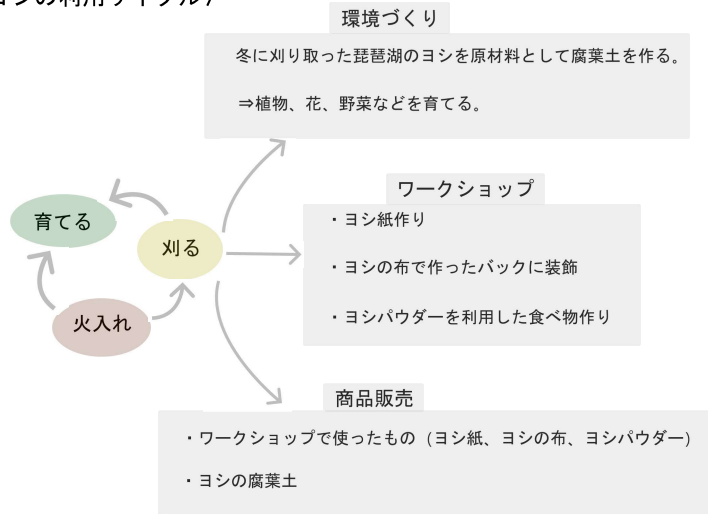 ヨシの利用サイクル/
環境づくり
冬に刈り取った琵琶湖のヨシを原材料として腐葉土を作る。
⇒植物、花、野菜などを育てる。
育てる
刈る
火入れ
ワークショップ
・ヨシ紙作り
・ヨシの布で作ったバックに装飾
・ヨシパウダーを利用した食べ物作り
商品販売
・ワークショップで使ったもの(ヨシ紙、ヨシの布、ヨシパウダー)
・ヨシの腐葉土